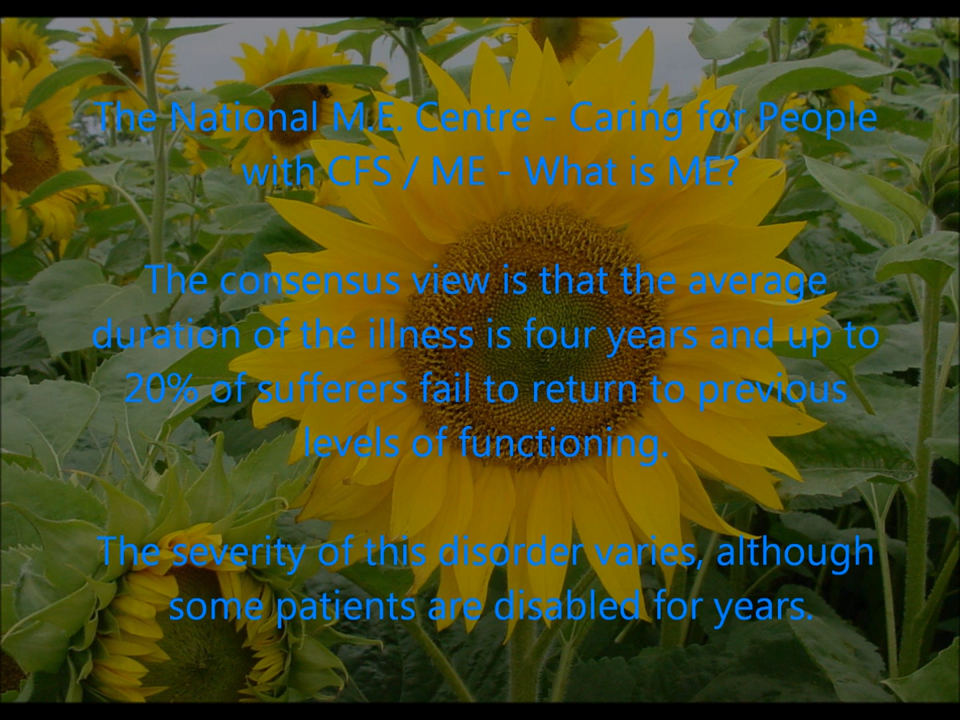 The National M.E. Centre - Caring for People
with CFS / ME - What is ME?
The consensus view is that the average
duration of the illness is four years and up to
20% of sufferers fail to return to previous
levels of functioning.
The severity of this disorder varies, although
some patients are disabled for years.